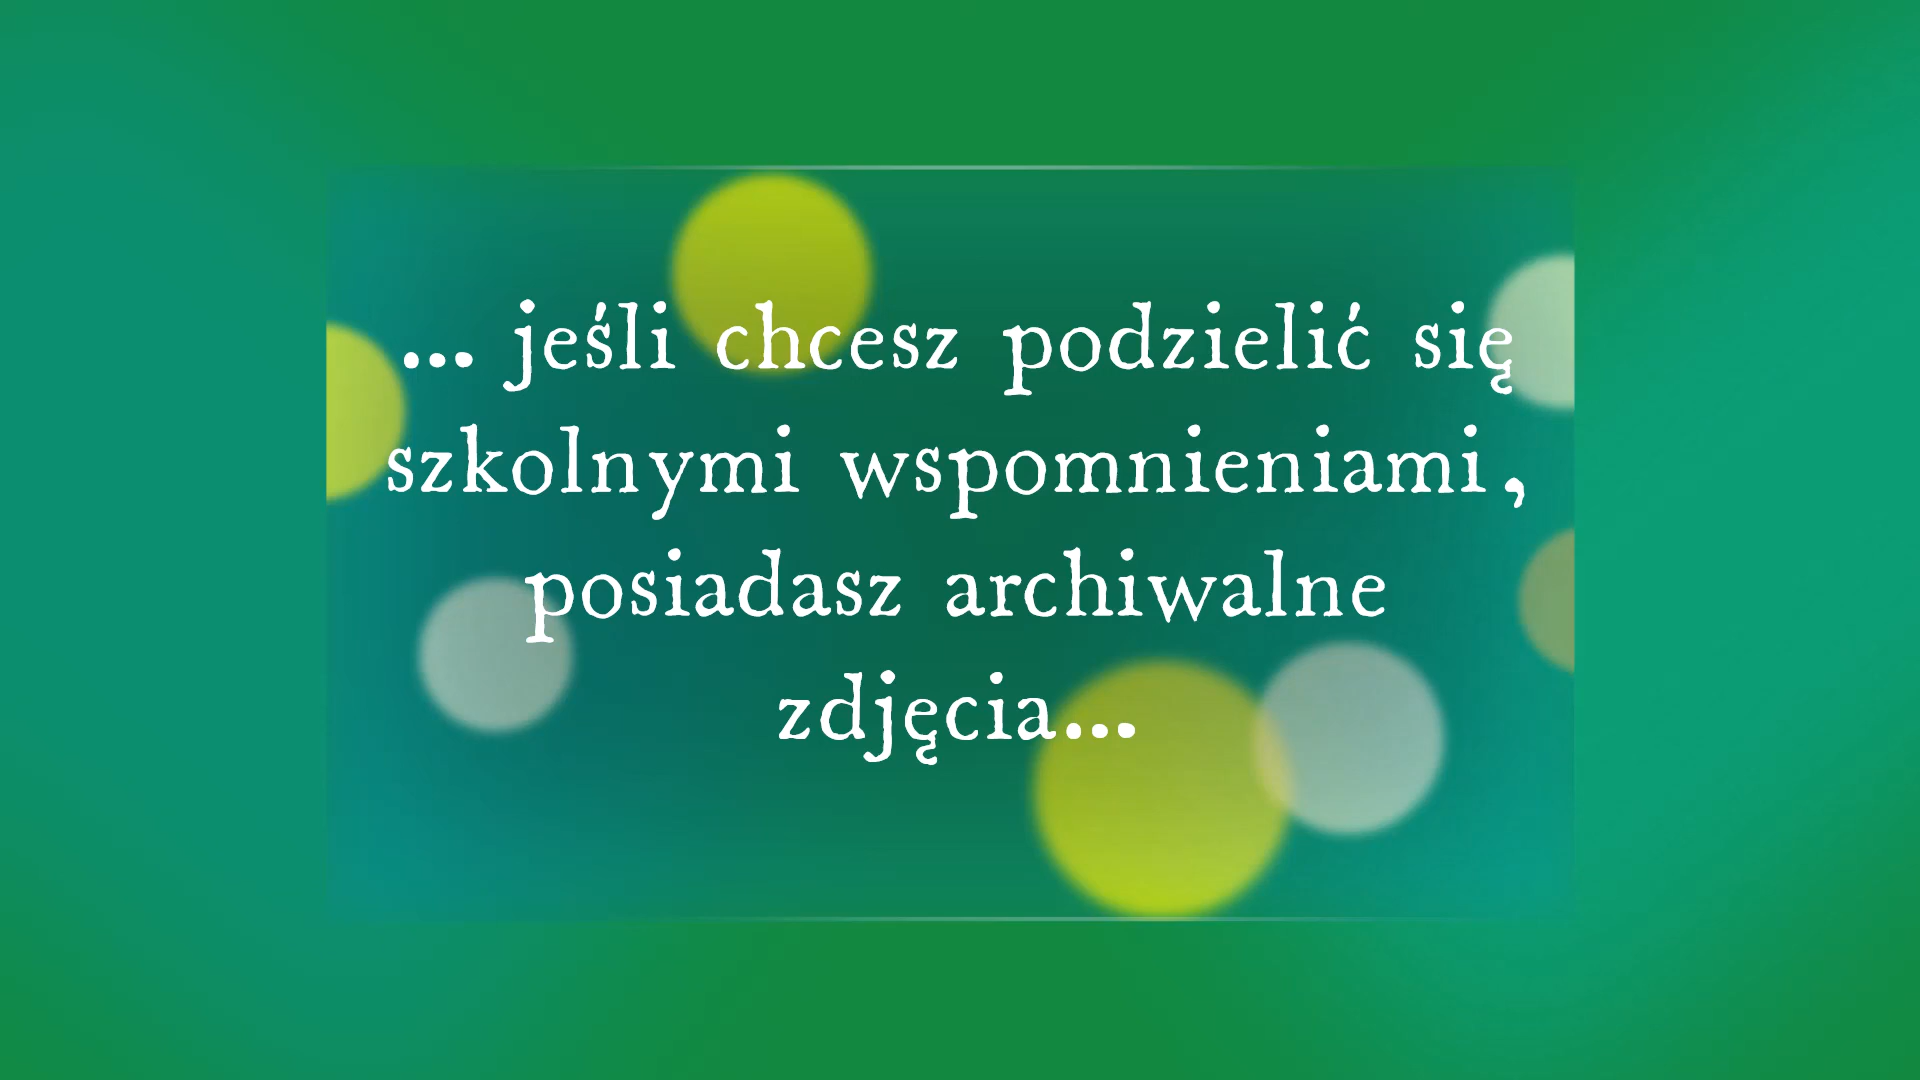 ... jeśli chcesz podzielić się
szkolnymi wspomnieniami,
posiadasz archiwalne
zdjęcia...